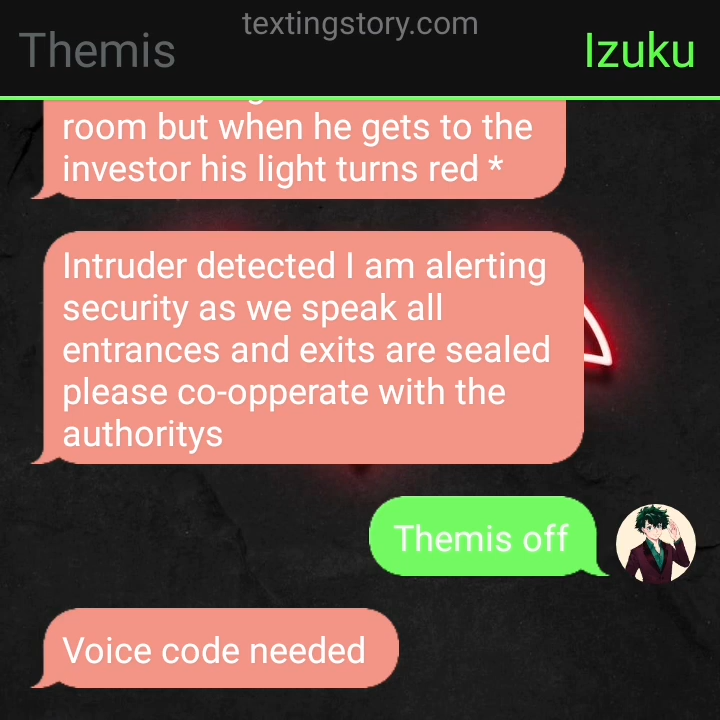 textingstory.com
Themis
Izuku
room but when he gets to the
investor his light turns red *
Intruder detected I am alerting
security as we speak all
entrances and exits are sealed
please co-opperate with the
authoritys
Themis off
Voice code needed